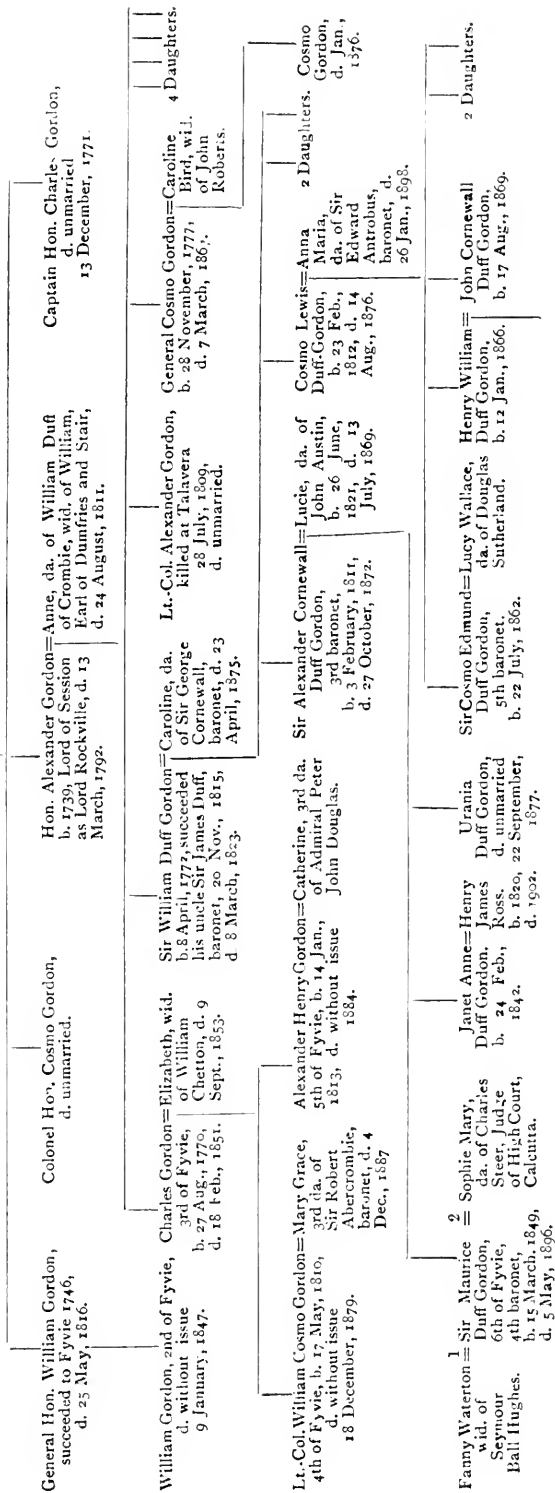 General Hon. William Gordon,
succeeded to Fyvie 1746,
d. 25 May, 1816.
Colonel Hon. Cosmo Gordon,
d. unmarried.
Hon. Alexander Gordon=Anne, da. of William Duff
b. 1739, Lord of Session
as Lord Rockville, d. 13
March, 1792.
of Crombie, wid. of William,
Earl of Dumfries and Stair,
d. 24 August, 1811.
Captain Hon. Charles Gordon,
d. unmarried
13 December, 1771.
William Gordon, 2nd of Fyvie,
d. without issue
9 January, 1847.
Charles Gordon=Elizabeth, wid.
3rd of Fyvie,
b. 27 Aug., 1770,
d. 18 Feb., 1851.
of William
Chetton, d. 9
Sept., 1853.
Sir William Duff Gordon=Caroline, da.
b. 8 April, 1772, succeeded
his uncle Sir James Duff,
baronet, 20 Nov., 1815,
d. 8 March, 1823.
of Sir George
Cornewall,
baronet, d. 23
April, 1875.
Lt.-Col. Alexander Gordon,
killed at Talavera
28 July, 1809,
d. unmarried.
General Cosmo Gordon=Caroline
b. 28 November, 1777,
d. 7 March, 1867.
Bird, wid.
of John
Roberts.
4 Daughters.
Lt.-Col. William Cosmo Gordon=Mary Grace,
4th of Fyvie, b. 17 May, 1810,
d. without issue
18 December, 1879.
3rd da. of
Sir Robert
Abercrombie,
baronet, d. 4
Dec., 1887
Alexander Henry Gordon=Catherine, 3rd da.
5th of Fyvie, b. 14 Jan.,
1813, d. without issue
1884.
of Admiral Peter
John Douglas.
Sir Alexander Cornewall=Lucie, da. of
Duff Gordon,
3rd baronet,
b. 3 February, 1811,
d. 27 October, 1872.
John Austin,
b. 26 June,
1821, d. 13
July, 1869.
Cosmo Lewis=Anna
Duff-Gordon,
b. 23 Feb.,
1812, d. 14
Aug., 1876.
Maria,
da. of Sir
Edward
Antrobus,
baronet, d.
26 Jan., 1898.
2 Daughters.
Cosmo
Gordon,
d. Jan.,
1876.
Fanny Waterton = 1 Sir Maurice 2 = Sophie Mary,
wid. of
Seymour
Ball Hughes.
Duff Gordon,
6th of Fyvie,
4th baronet,
b. 15 March. 1849,
d. 5 May, 1896.
da. of Charles
Steer, Judge
of High Court,
Calcutta.
Janet Anne=Henry
Duff Gordon.
b. 24 Feb.,
1842.
James
Ross.
b. 1820,
d. 1902.
Urania
Duff Gordon,
d. unmarried
22 September,
1877.
Sir Cosmo Edmund=Lucy Wallace,
Duff Gordon,
5th baronet,
b. 22 July, 1862.
da. of Douglas
Sutherland.
Henry William=
Duff Gordon,
b. 12 Jan., 1866.
John Cornewall
Duff Gordon,
b. 17 Aug., 1869,
2 Daughters.